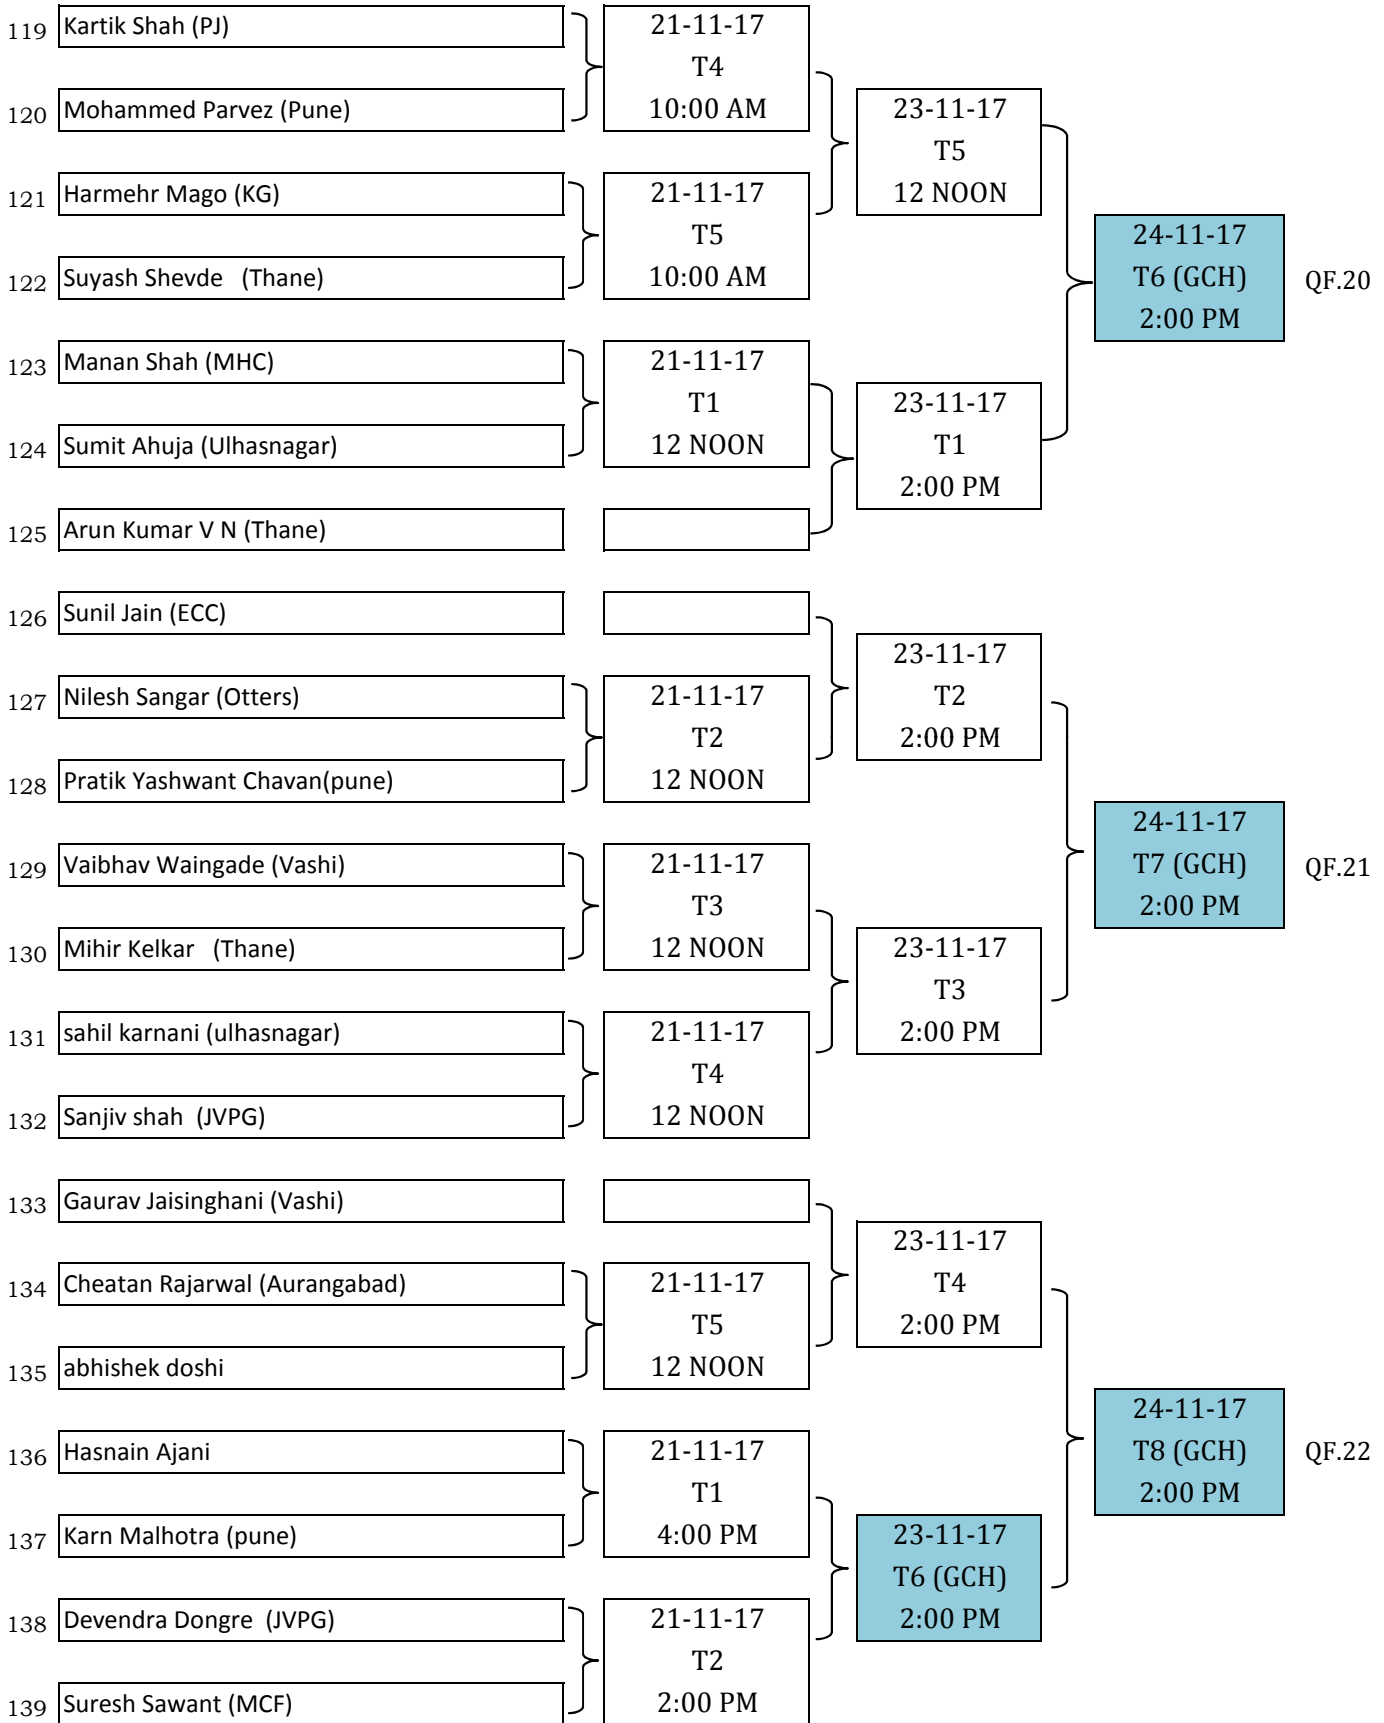 119 Kartik Shah (PJ)
120 Mohammed Parvez (Pune)
21-11-17
T4
10:00 AM
121 Harmehr Mago (KG)
122 Suyash Shevde (Thane)
21-11-17
T5
10:00 AM
23-11-17
T5
12 NOON
123 Manan Shah (MHC)
124 Sumit Ahuja (Ulhasnagar)
21-11-17
T1
12 NOON
125 Arun Kumar V N (Thane)
23-11-17
T1
2:00 PM
24-11-17
T6 (GCH)
2:00 PM
QF.20
126 Sunil Jain (ECC)
127 Nilesh Sangar (Otters)
128 Pratik Yashwant Chavan(pune)
21-11-17
T2
12 NOON
23-11-17
T2
2:00 PM
129 Vaibhav Waingade (Vashi)
130 Mihir Kelkar (Thane)
21-11-17
T3
12 NOON
131 sahil karnani (ulhasnagar)
132 Sanjiv shah (JVPG)
21-11-17
T4
12 NOON
23-11-17
T3
2:00 PM
24-11-17
T7 (GCH)
2:00 PM
QF.21
133 Gaurav Jaisinghani (Vashi)
134 Cheatan Rajarwal (Aurangabad)
135 abhishek doshi
21-11-17
T5
12 NOON
23-11-17
T4
2:00 PM
136 Hasnain Ajani
137 Karn Malhotra (pune)
21-11-17
T1
4:00 PM
138 Devendra Dongre (JVPG)
139 Suresh Sawant (MCF)
21-11-17
T2
2:00 PM
23-11-17
T6 (GCH)
2:00 PM
24-11-17
T8 (GCH)
2:00 PM
QF.22